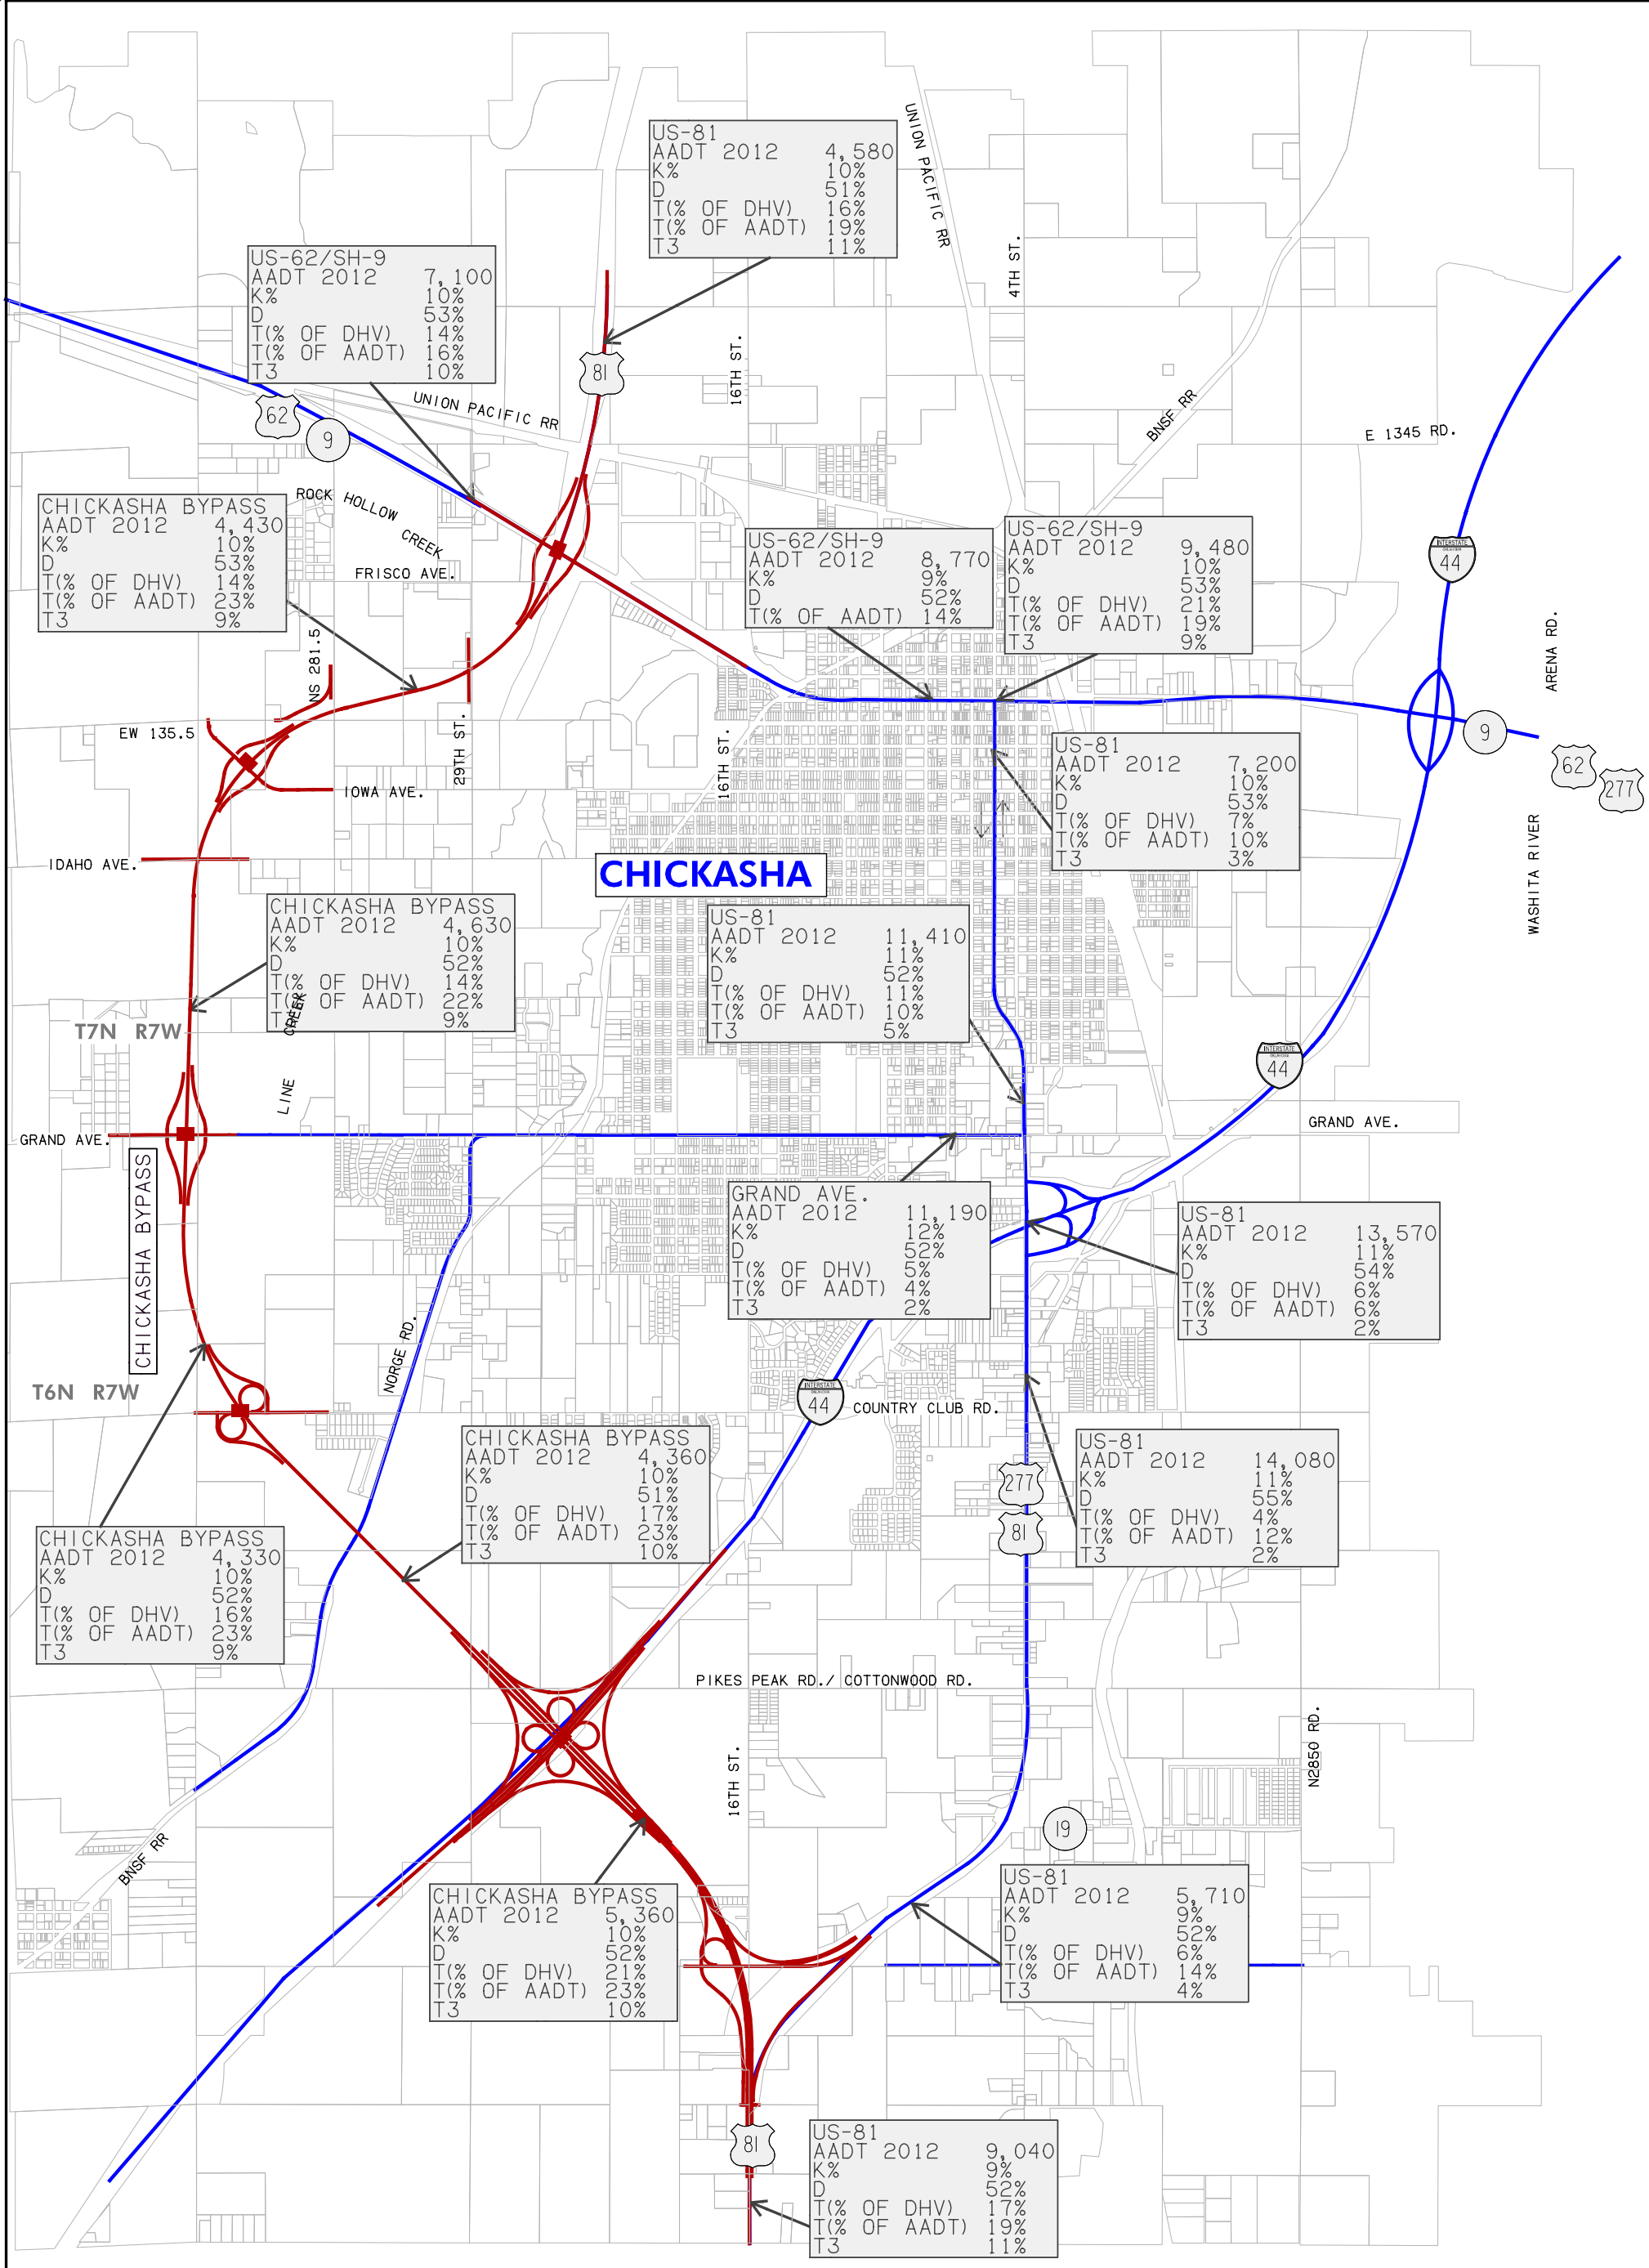 US-81
AADT 2012 4,580
K% 10%
D 51%
T(% OF DHV) 16%
T(% OF AADT) 19%
T3 11%
UNION PACIFIC RR
4TH ST.
US-62/SH-9
AADT 2012 7,100
K% 10%
D 53%
T(% OF DHV) 14%
T(% OF AADT) 16%
T3 10%
81
16TH ST.
62
9
UNION PACIFIC RR
BNSF RR
E 1345 RD.
CHICKASHA BYPASS
AADT 2012 4,430
K% 10%
D 53%
T(% OF DHV) 14%
T(% OF AADT) 23%
T3 9%
ROCK HOLLOW CREEK
FRISCO AVE.
US-62/SH-9
AADT 2012 8,770
K% 9%
D 52%
T(% OF AADT) 14%
US-62/SH-9
AADT 2012 9,480
K% 10%
D 53%
T(% OF DHV) 21%
T(% OF AADT) 19%
T3 9%
INTERSTATE
44
ARENA RD.
NS 281.5
EW 135.5
29TH ST.
16TH ST.
9
62
277
US-81
AADT 2012 7,200
K% 10%
D 53%
T(% OF DHV) 7%
T(% OF AADT) 10%
T3 3%
IOWA AVE.
IDAHO AVE.
CHICKASHA
WASHITA RIVER
CHICKASHA BYPASS
AADT 2012 4,630
K% 10%
D 52%
T(% OF DHV) 14%
T(% OF AADT) 22%
T3 9%
LINE CREEK
US-81
AADT 2012 11,410
K% 11%
D 52%
T(% OF DHV) 11%
T(% OF AADT) 10%
T3 5%
T7N R7W
INTERSTATE
44
GRAND AVE.
GRAND AVE.
CHICKASHA BYPASS
GRAND AVE.
AADT 2012 11,190
K% 12%
D 52%
T(% OF DHV) 5%
T(% OF AADT) 4%
T3 2%
US-81
AADT 2012 13,570
K% 11%
D 54%
T(% OF DHV) 6%
T(% OF AADT) 6%
T3 2%
NORGE RD.
T6N R7W
INTERSTATE
44
COUNTRY CLUB RD.
CHICKASHA BYPASS
AADT 2012 4,360
K% 10%
D 51%
T(% OF DHV) 17%
T(% OF AADT) 23%
T3 10%
277
81
US-81
AADT 2012 14,080
K% 11%
D 55%
T(% OF DHV) 4%
T(% OF AADT) 12%
T3 2%
CHICKASHA BYPASS
AADT 2012 4,330
K% 10%
D 52%
T(% OF DHV) 16%
T(% OF AADT) 23%
T3 9%
PIKES PEAK RD./ COTTONWOOD RD.
16TH ST.
N2850 RD.
19
BNSF RR
CHICKASHA BYPASS
AADT 2012 5,360
K% 10%
D 52%
T(% OF DHV) 21%
T(% OF AADT) 23%
T3 10%
US-81
AADT 2012 5,710
K% 9%
D 52%
T(% OF DHV) 6%
T(% OF AADT) 14%
T3 4%
81
US-81
AADT 2012 9,040
K% 9%
D 52%
T(% OF DHV) 17%
T(% OF AADT) 19%
T3 11%